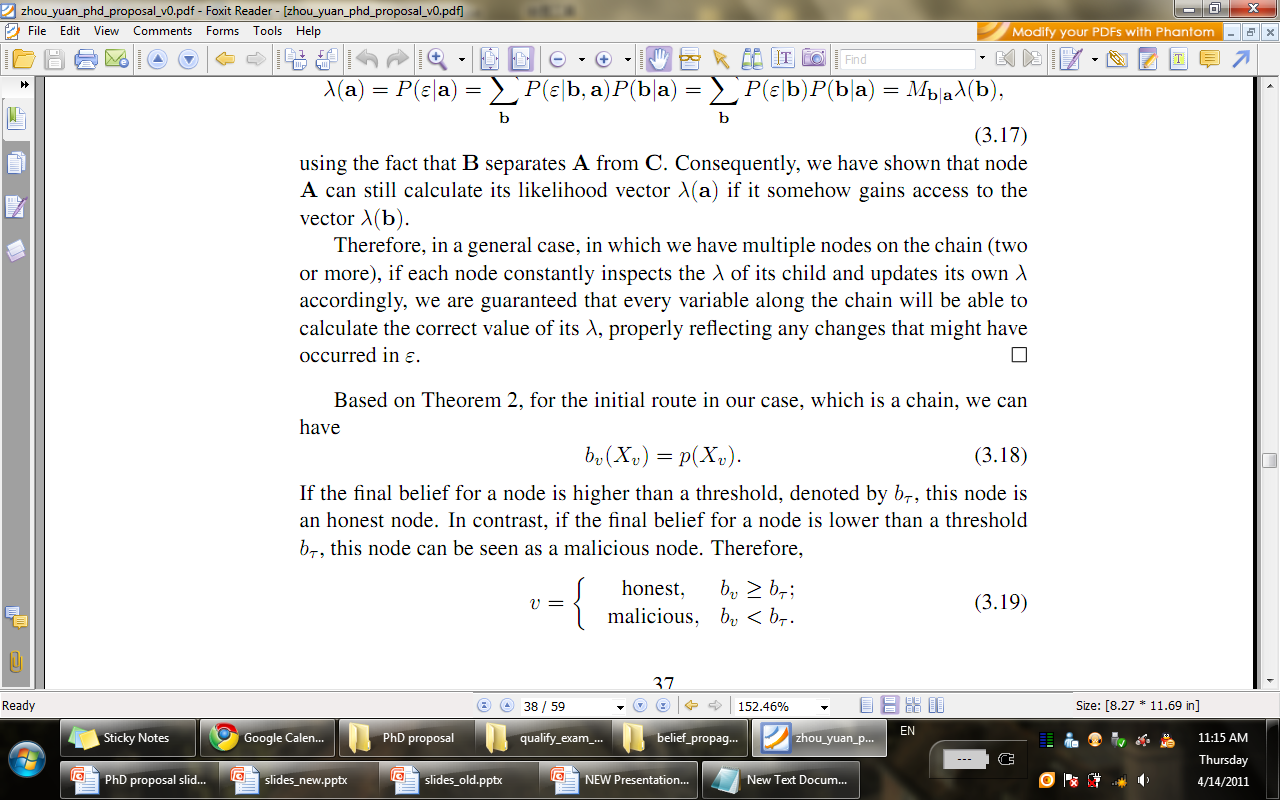 zhou_yuan_phd_proposal_v0.pdf - Foxit Reader - [zhou_yuan_phd_proposal_v0.pdf]
File Edit View Comments Forms Tools Help
Modify your PDFs with Phantom
Find
λ(a) = P(ε|a) = ∑_b P(ε|b, a)P(b|a) = ∑_b P(ε|b)P(b|a) = M_{b|a}λ(b),
(3.17)
using the fact that B separates A from C. Consequently, we have shown that node
A can still calculate its likelihood vector λ(a) if it somehow gains access to the
vector λ(b).
Therefore, in a general case, in which we have multiple nodes on the chain (two
or more), if each node constantly inspects the λ of its child and updates its own λ
accordingly, we are guaranteed that every variable along the chain will be able to
calculate the correct value of its λ, properly reflecting any changes that might have
occurred in ε. □
Based on Theorem 2, for the initial route in our case, which is a chain, we can
have
b_v(X_v) = p(X_v). (3.18)
If the final belief for a node is higher than a threshold, denoted by b_τ, this node is
an honest node. In contrast, if the final belief for a node is lower than a threshold
b_τ, this node can be seen as a malicious node. Therefore,
v = { honest, b_v ≥ b_τ;
malicious, b_v < b_τ. (3.19)
37
Ready
38 / 59
152.46%
Size: [8.27 * 11.69 in]
Sticky Notes
Google Calen...
PhD proposal
qualify_exam_...
belief_propag...
zhou_yuan_p...
EN
PhD proposal slid...
slides_new.pptx
slides_old.pptx
NEW Presentation...
New Text Docum...
---
11:15 AM
Thursday
4/14/2011